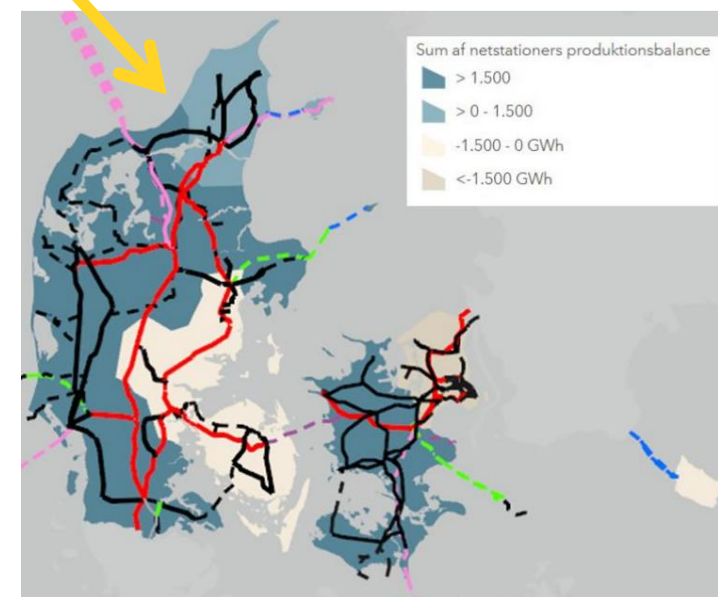 Sum af netstationers produktionsbalance
> 1.500
> 0 - 1.500
-1.500 - 0 GWh
<-1.500 GWh